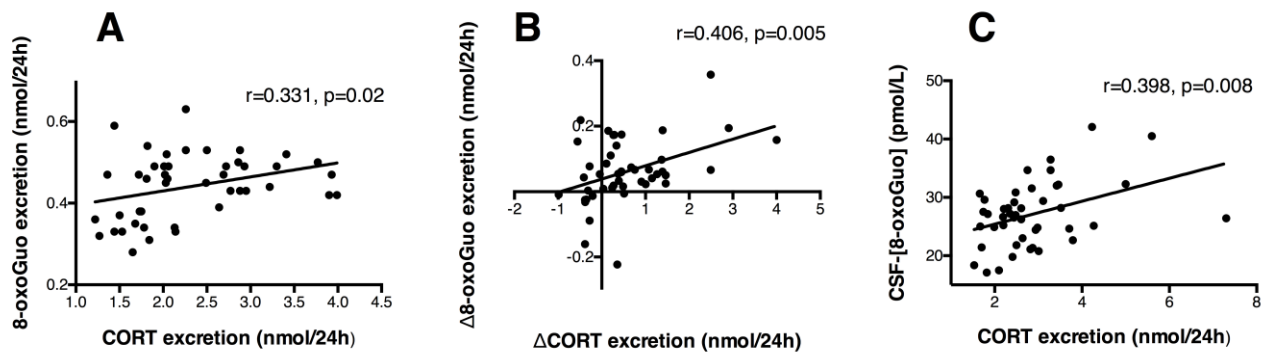 A
8-oxoGuo excretion (nmol/24h)
r=0.331, p=0.02
0.6
0.4
0.2
1.0 1.5 2.0 2.5 3.0 3.5 4.0 4.5
CORT excretion (nmol/24h)
B
Δ8-oxoGuo excretion (nmol/24h)
r=0.406, p=0.005
0.4
0.2
-0.2
-2 -1 1 2 3 4 5
ΔCORT excretion (nmol/24h)
C
CSF-[8-oxoGuo] (pmol/L)
r=0.398, p=0.008
50
40
30
20
2 4 6 8
CORT excretion (nmol/24h)